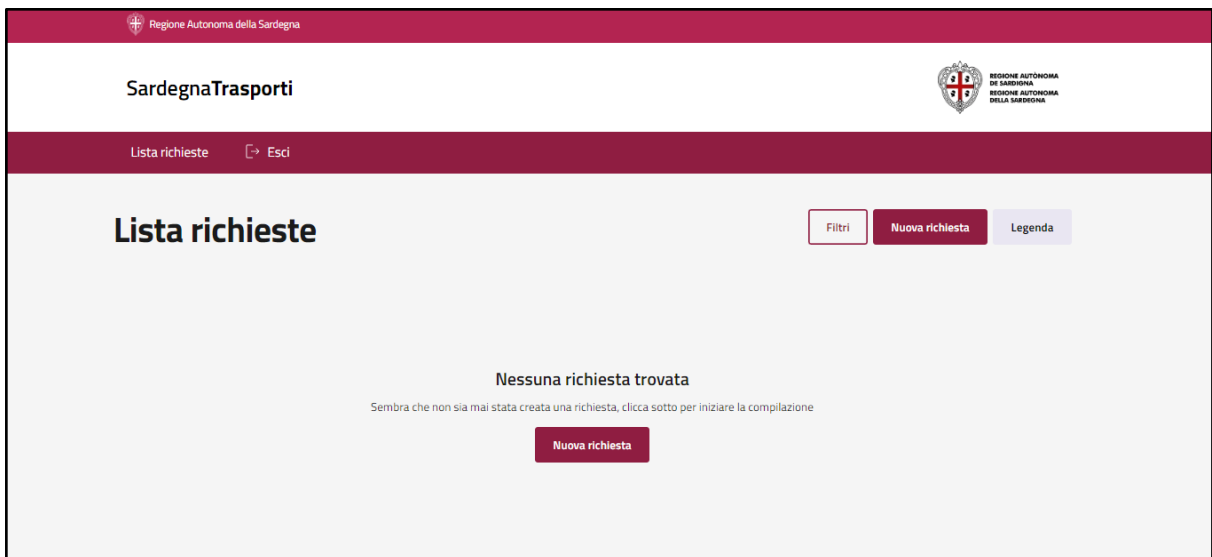 Regione Autonoma della Sardegna
SardegnaTrasporti
REGIONE AUTÒNOMA
DE SARDIGNA
REGIONE AUTONOMA
DELLA SARDEGNA
Lista richieste
Esci
Lista richieste
Filtri
Nuova richiesta
Legenda
Nessuna richiesta trovata
Sembra che non sia mai stata creata una richiesta, clicca sotto per iniziare la compilazione
Nuova richiesta